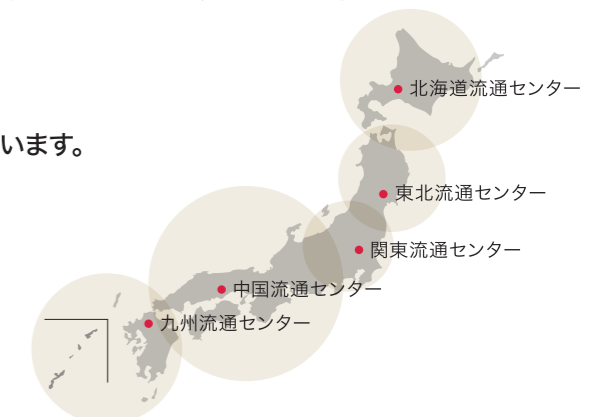 北海道流通センター
います。
東北流通センター
関東流通センター
中国流通センター
九州流通センター